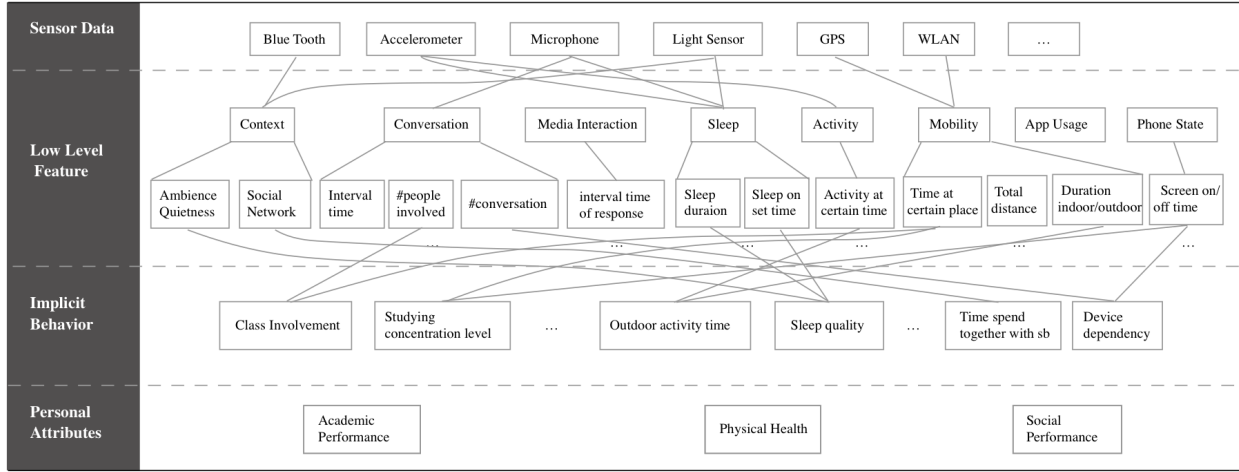 Sensor Data
Blue Tooth
Accelerometer
Microphone
Light Sensor
GPS
WLAN
...
Low Level
Feature
Context
Conversation
Media Interaction
Sleep
Activity
Mobility
App Usage
Phone State
Ambience
Quietness
Social
Network
Interval
time
#people
involved
#conversation
interval time
of response
Sleep
duraion
Sleep on
set time
Activity at
certain time
Time at
certain place
Total
distance
Duration
indoor/outdoor
Screen on/
off time
...
...
...
...
...
Implicit
Behavior
Class Involvement
Studying
concentration level
...
Outdoor activity time
Sleep quality
...
Time spend
together with sb
Device
dependency
Personal
Attributes
Academic
Performance
Physical Health
Social
Performance